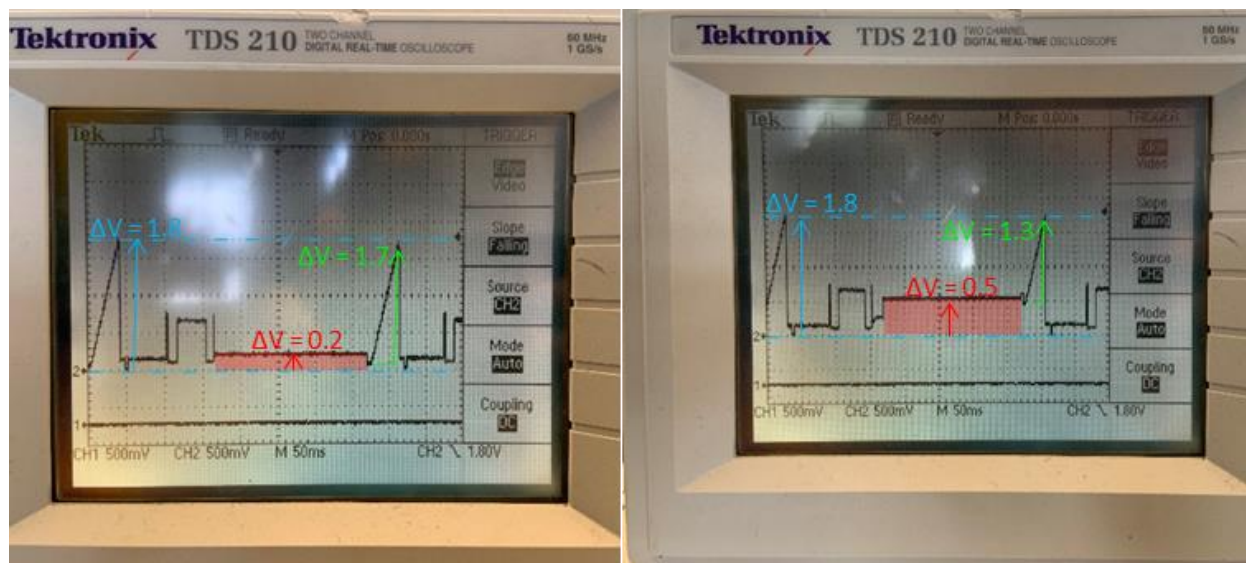 Tektronix TDS 210 TWO CHANNEL DIGITAL REAL-TIME OSCILLOSCOPE
60 MHz
1 GS/s
Tek Ready M Pos: 0.000s TRIGGER
Edge
Video
ΔV = 1.8
Slope
Falling
ΔV = 1.7
Source
CH2
ΔV = 0.2
Mode
Auto
2
Coupling
DC
1
CH1 500mV CH2 500mV M 50ms CH2 1.80V
Tektronix TDS 210 TWO CHANNEL DIGITAL REAL-TIME OSCILLOSCOPE
60 MHz
1 GS/s
Tek Ready M Pos: 0.000s TRIGGER
Edge
Video
ΔV = 1.8
Slope
Falling
ΔV = 1.3
Source
CH2
ΔV = 0.5
Mode
Auto
2
Coupling
DC
1
CH1 500mV CH2 500mV M 50ms CH2 1.80V